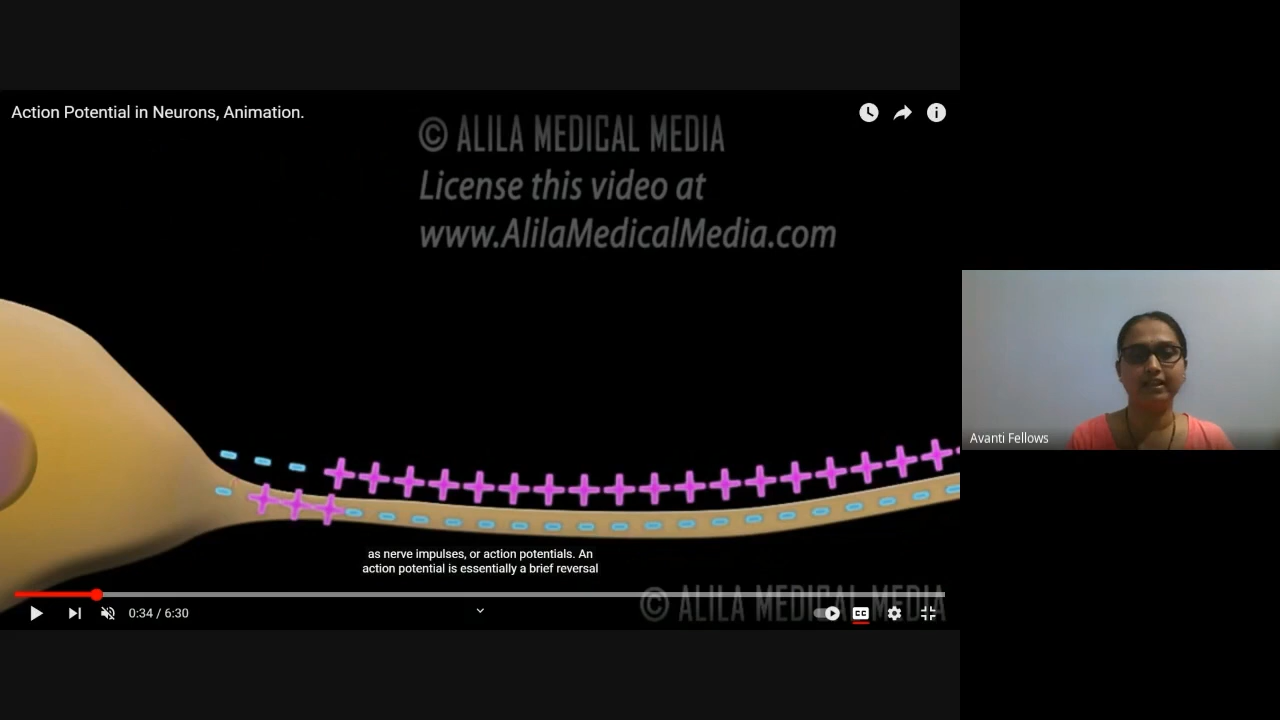 Action Potential in Neurons, Animation.
© ALILA MEDICAL MEDIA
License this video at
www.AlilaMedicalMedia.com
Avanti Fellows
as nerve impulses, or action potentials. An
action potential is essentially a brief reversal
© ALILA MEDICAL MEDIA
0:34 / 6:30
CC